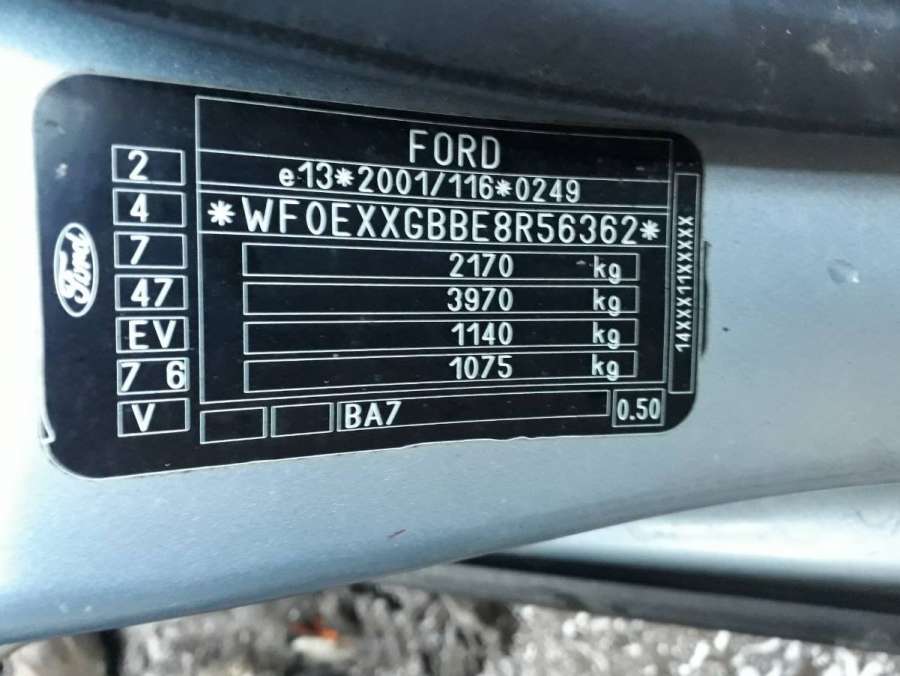 FORD
e13*2001/116*0249
*WF0EXXGBBE8R56362*
2170 kg
3970 kg
1140 kg
1075 kg
BA7 0.50
2
4
7
47
EV
7 6
V
Ford
14XXX11XXXXX